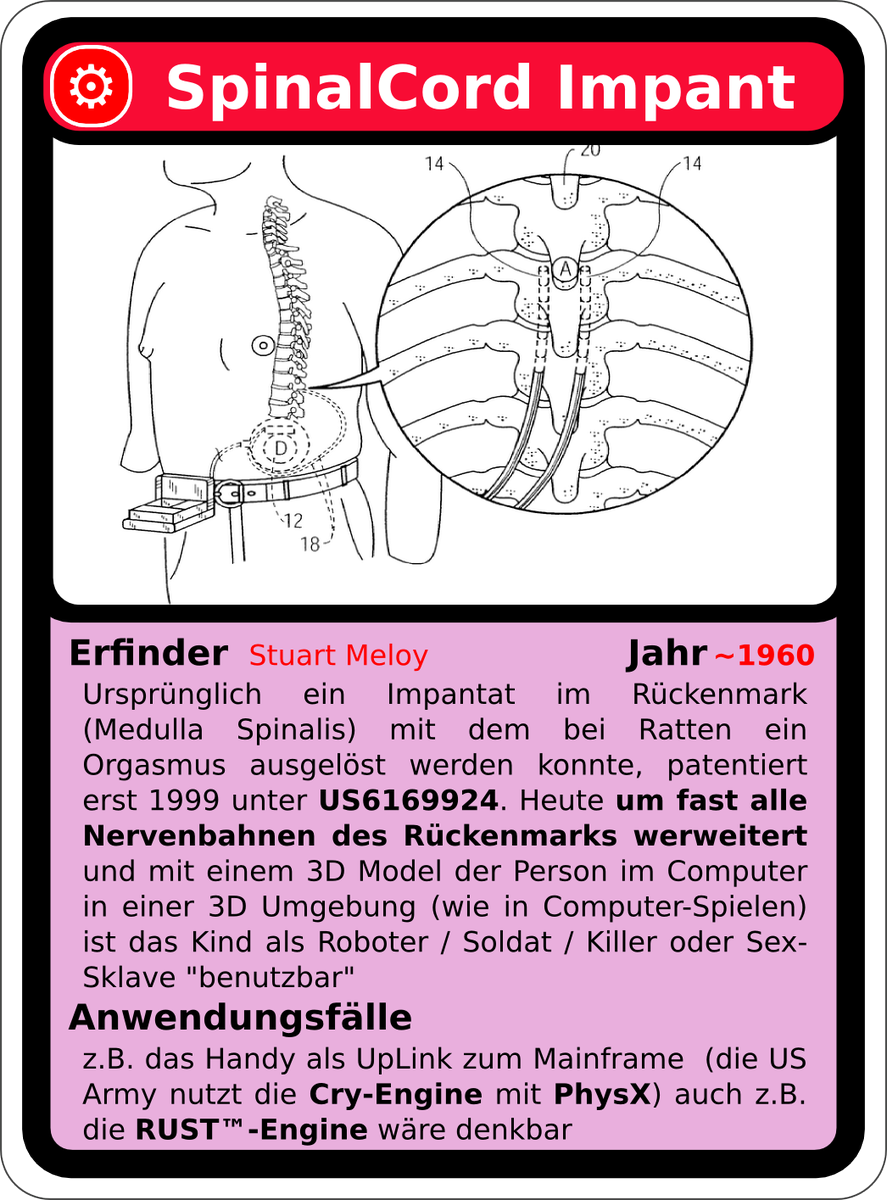 SpinalCord Impant
20
14
14
A
D
12
18
Erfinder Stuart Meloy Jahr ~1960
Ursprünglich ein Impantat im Rückenmark
(Medulla Spinalis) mit dem bei Ratten ein
Orgasmus ausgelöst werden konnte, patentiert
erst 1999 unter US6169924. Heute um fast alle
Nervenbahnen des Rückenmarks werweitert
und mit einem 3D Model der Person im Computer
in einer 3D Umgebung (wie in Computer-Spielen)
ist das Kind als Roboter / Soldat / Killer oder Sex-
Sklave "benutzbar"
Anwendungsfälle
z.B. das Handy als UpLink zum Mainframe (die US
Army nutzt die Cry-Engine mit PhysX) auch z.B.
die RUST™-Engine wäre denkbar